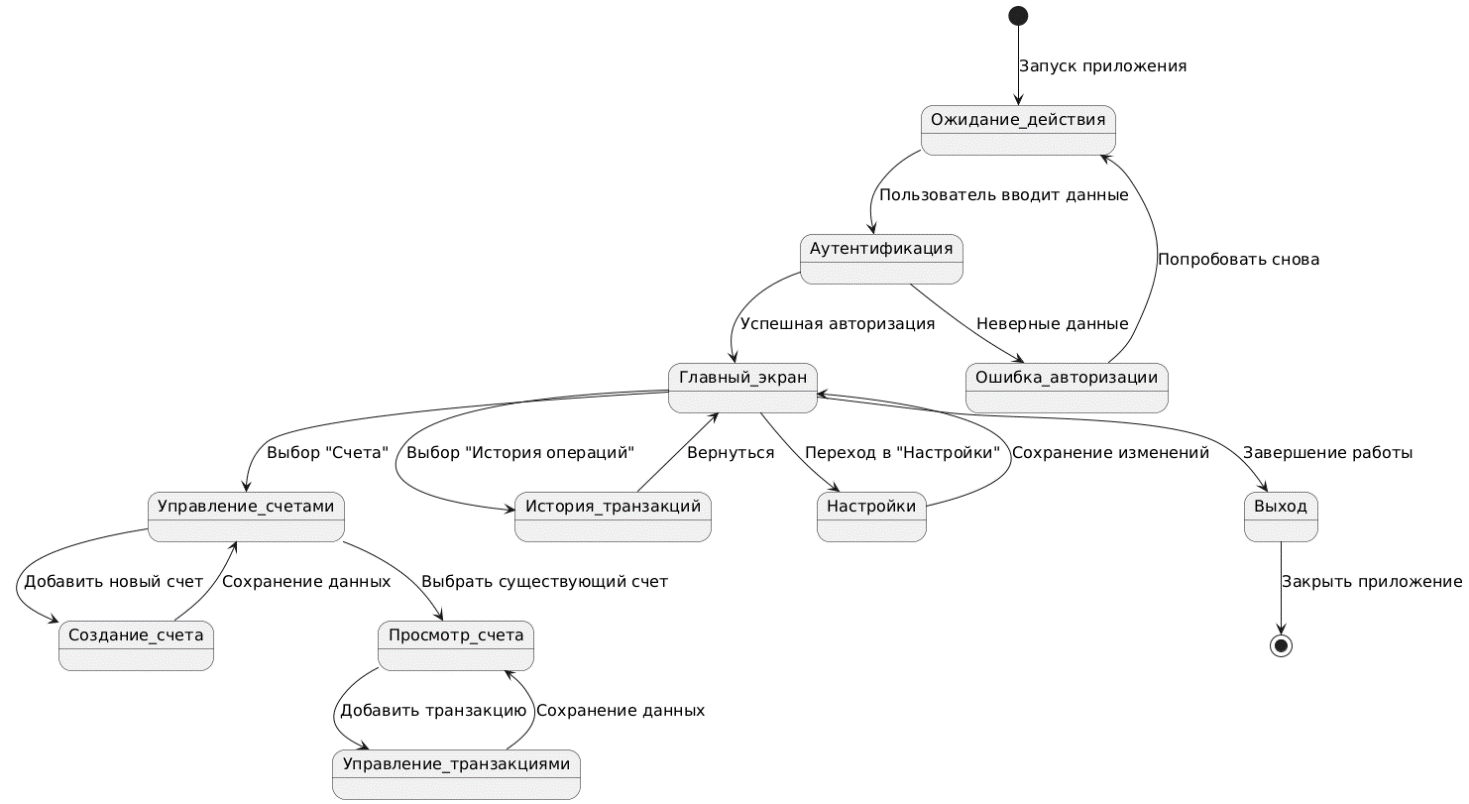 Запуск приложения
Ожидание_действия
Пользователь вводит данные
Аутентификация
Попробовать снова
Успешная авторизация
Неверные данные
Главный_экран
Ошибка_авторизации
Выбор "Счета"
Выбор "История операций"
Вернуться
Переход в "Настройки"
Сохранение изменений
Завершение работы
Управление_счетами
История_транзакций
Настройки
Выход
Добавить новый счет
Сохранение данных
Выбрать существующий счет
Закрыть приложение
Создание_счета
Просмотр_счета
Добавить транзакцию
Сохранение данных
Управление_транзакциями